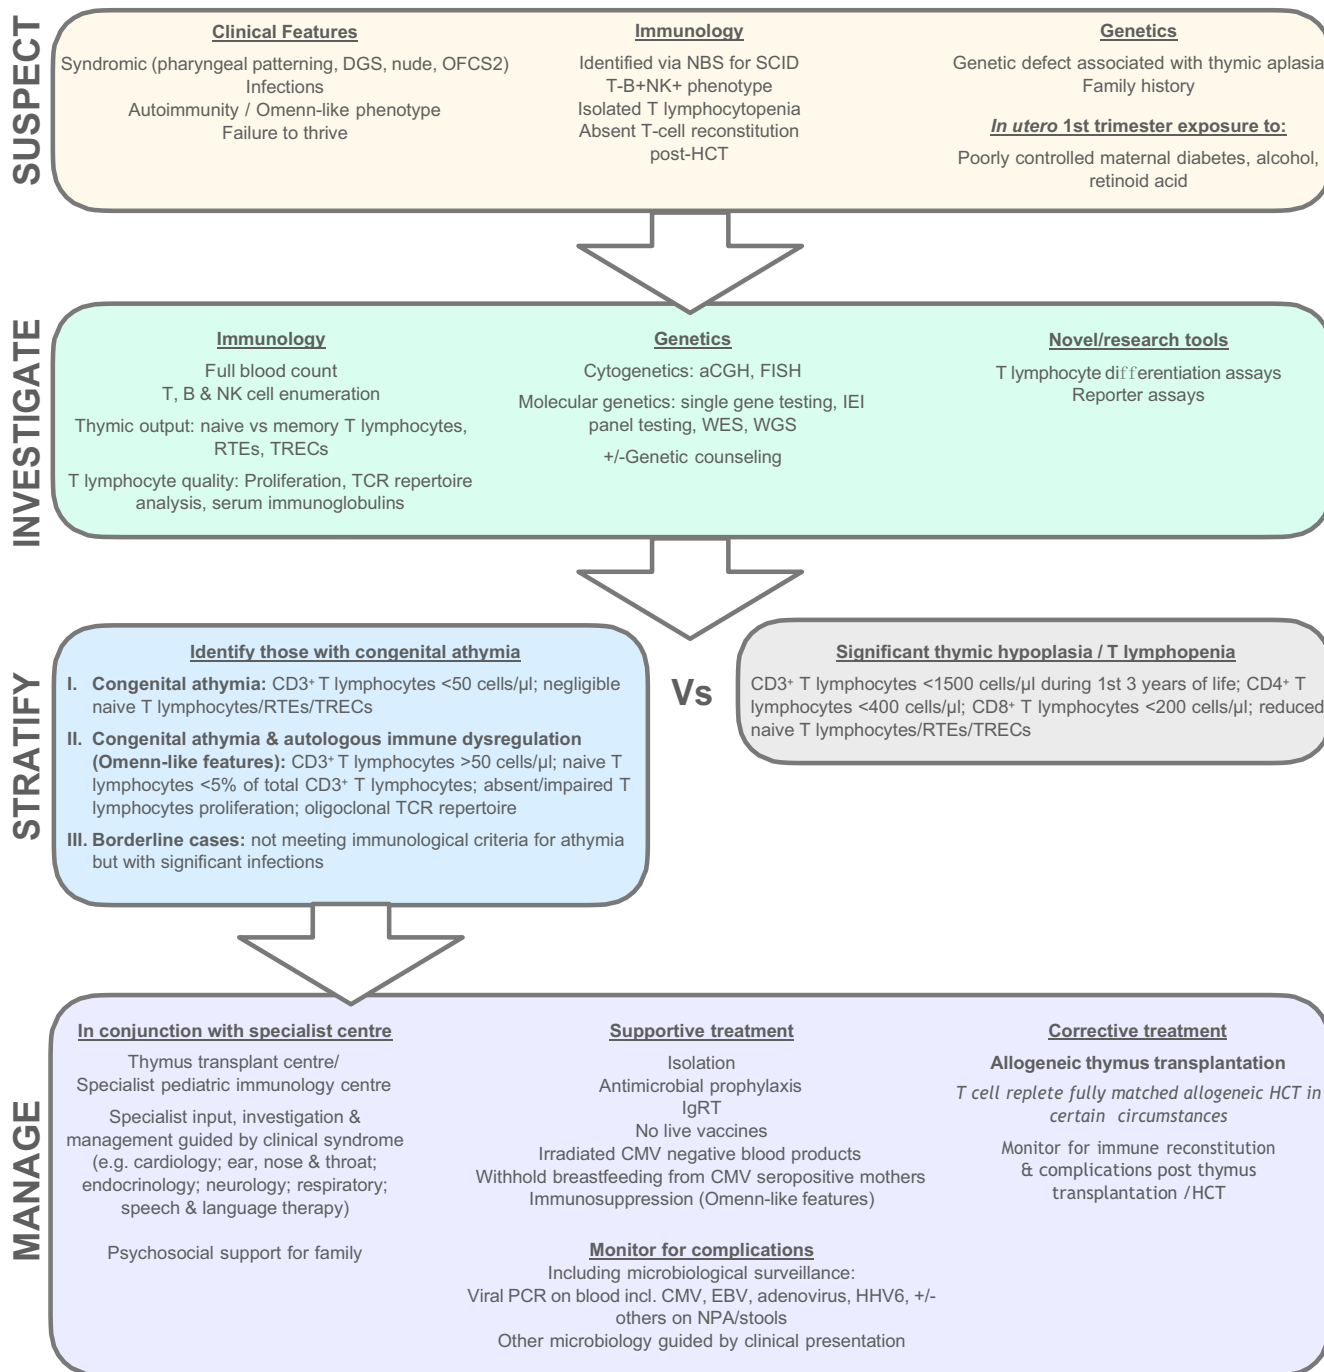 SUSPECT
Clinical Features
Syndromic (pharyngeal patterning, DGS, nude, OFCS2)
Infections
Autoimmunity / Omenn-like phenotype
Failure to thrive
Immunology
Identified via NBS for SCID
T-B+NK+ phenotype
Isolated T lymphocytopenia
Absent T-cell reconstitution
post-HCT
Genetics
Genetic defect associated with thymic aplasia
Family history
In utero 1st trimester exposure to:
Poorly controlled maternal diabetes, alcohol,
retinoid acid
INVESTIGATE
Immunology
Full blood count
T, B & NK cell enumeration
Thymic output: naive vs memory T lymphocytes,
RTEs, TRECs
T lymphocyte quality: Proliferation, TCR repertoire
analysis, serum immunoglobulins
Genetics
Cytogenetics: aCGH, FISH
Molecular genetics: single gene testing, IEI
panel testing, WES, WGS
+/-Genetic counseling
Novel/research tools
T lymphocyte differentiation assays
Reporter assays
STRATIFY
Identify those with congenital athymia
I. Congenital athymia: CD3⁺ T lymphocytes <50 cells/µl; negligible
naive T lymphocytes/RTEs/TRECs
II. Congenital athymia & autologous immune dysregulation
(Omenn-like features): CD3⁺ T lymphocytes >50 cells/µl; naive T
lymphocytes <5% of total CD3⁺ T lymphocytes; absent/impaired T
lymphocytes proliferation; oligoclonal TCR repertoire
III. Borderline cases: not meeting immunological criteria for athymia
but with significant infections
Vs
Significant thymic hypoplasia / T lymphopenia
CD3⁺ T lymphocytes <1500 cells/µl during 1st 3 years of life; CD4⁺ T
lymphocytes <400 cells/µl; CD8⁺ T lymphocytes <200 cells/µl; reduced
naive T lymphocytes/RTEs/TRECs
MANAGE
In conjunction with specialist centre
Thymus transplant centre/
Specialist pediatric immunology centre
Specialist input, investigation &
management guided by clinical syndrome
(e.g. cardiology; ear, nose & throat;
endocrinology; neurology; respiratory;
speech & language therapy)
Psychosocial support for family
Supportive treatment
Isolation
Antimicrobial prophylaxis
IgRT
No live vaccines
Irradiated CMV negative blood products
Withhold breastfeeding from CMV seropositive mothers
Immunosuppression (Omenn-like features)
Monitor for complications
Including microbiological surveillance:
Viral PCR on blood incl. CMV, EBV, adenovirus, HHV6, +/-
others on NPA/stools
Other microbiology guided by clinical presentation
Corrective treatment
Allogeneic thymus transplantation
T cell replete fully matched allogeneic HCT in
certain circumstances
Monitor for immune reconstitution
& complications post thymus
transplantation /HCT